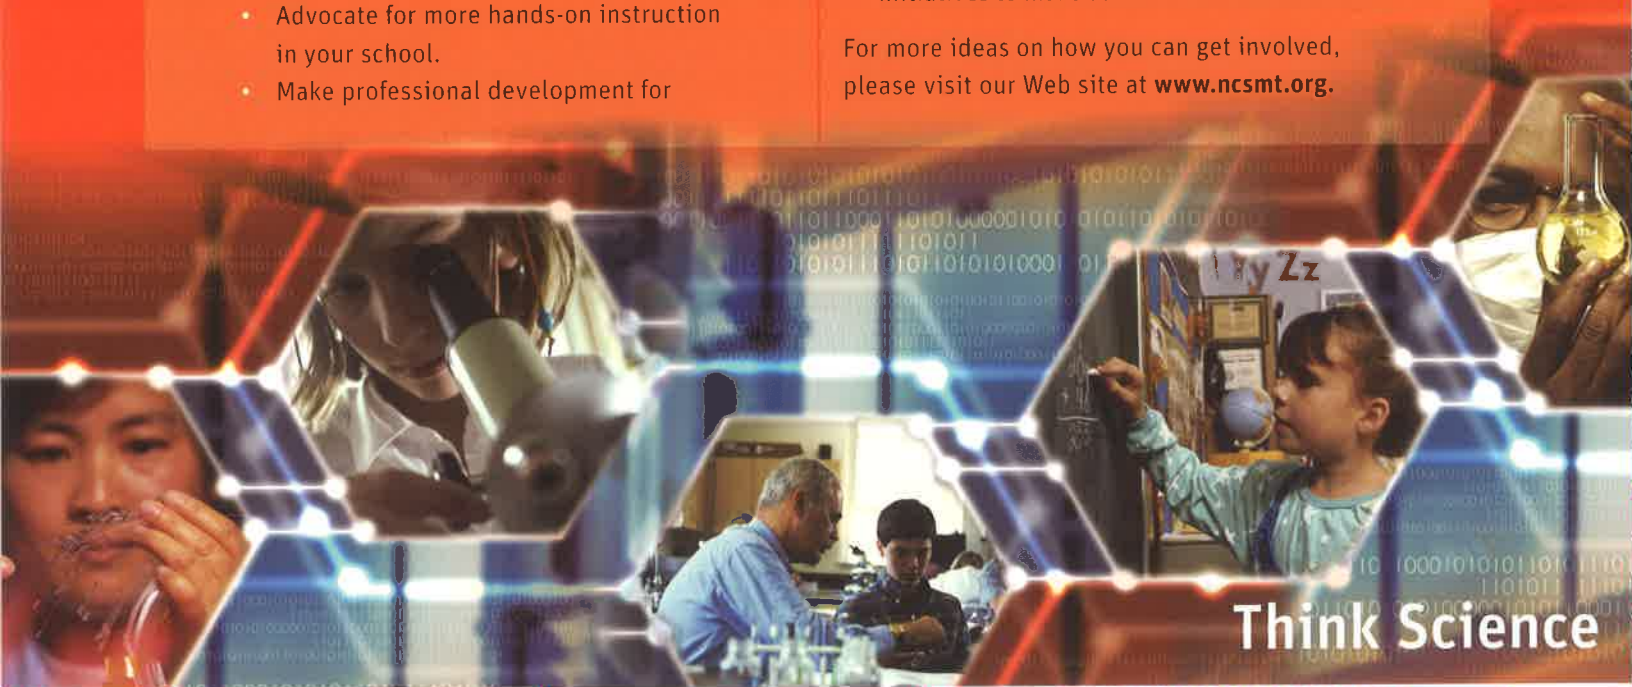 • Advocate for more hands-on instruction
in your school.
• Make professional development for
For more ideas on how you can get involved,
please visit our Web site at www.ncsmt.org.
Zz
Think Science